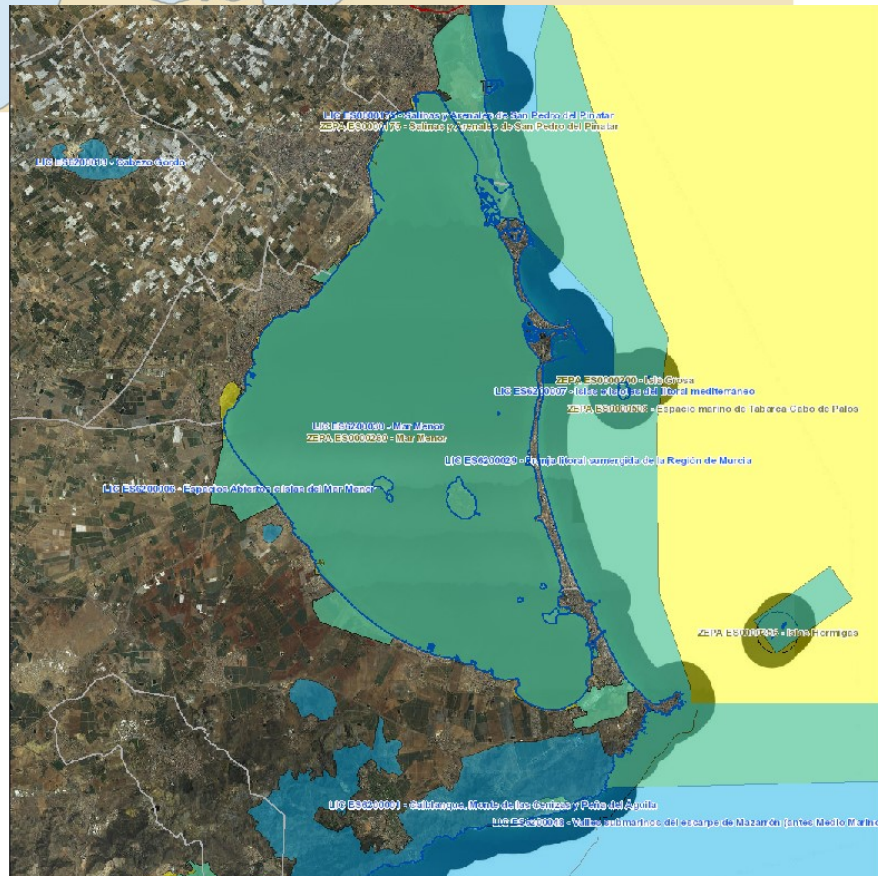 LIC ES0000175 - Salinas y Arenales de San Pedro del Pinatar
ZEPA ES0000175 - Salinas y Arenales de San Pedro del Pinatar
LIC ES6200013 - Cabezo Gordo
ZEPA ES0000200 - Isla Grosa
LIC ES6200007 - Islas e Islotes del litoral mediterráneo
ZEPA ES0000508 - Espacio marino de Tabarca Cabo de Palos
LIC ES6200030 - Mar Menor
ZEPA ES0000260 - Mar Menor
LIC ES6200029 - Franja litoral sumergida de la Región de Murcia
LIC ES6200006 - Espacios Abiertos e Islas del Mar Menor
ZEPA ES0000256 - Islas Hormigas
LIC ES6200001 - Calblanque, Monte de las Cenizas y Peña del Águila
LIC ES6200048 - Valles submarinos del escarpe de Mazarrón (antes Medio Marino